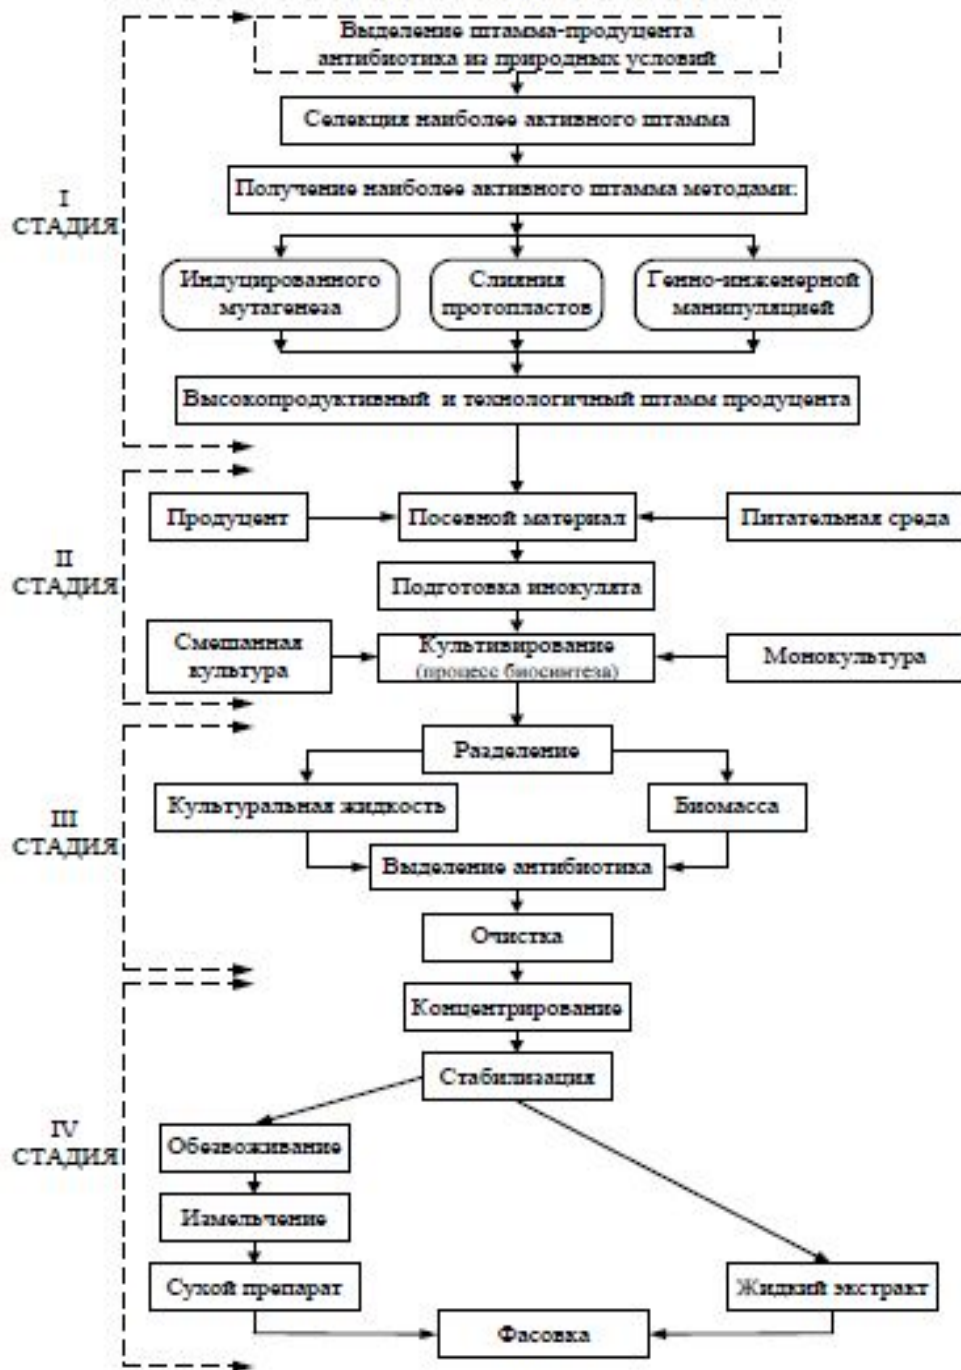 Выделение штамма-продуцента
антибиотика из природных условий
Селекция наиболее активного штамма
Получение наиболее активного штамма методами:
I
СТАДИЯ
Индуцированного
мутагенеза
Слияния
протопластов
Генно-инженерной
манипуляцией
Высокопродуктивный и технологичный штамм продуцента
Продуцент
Посевной материал
Питательная среда
II
СТАДИЯ
Подготовка инокулята
Смешанная
культура
Культивирование
(процесс биосинтеза)
Монокультура
Разделение
III
СТАДИЯ
Культуральная жидкость
Биомасса
Выделение антибиотика
Очистка
Концентрирование
Стабилизация
IV
СТАДИЯ
Обезвоживание
Измельчение
Сухой препарат
Жидкий экстракт
Фасовка